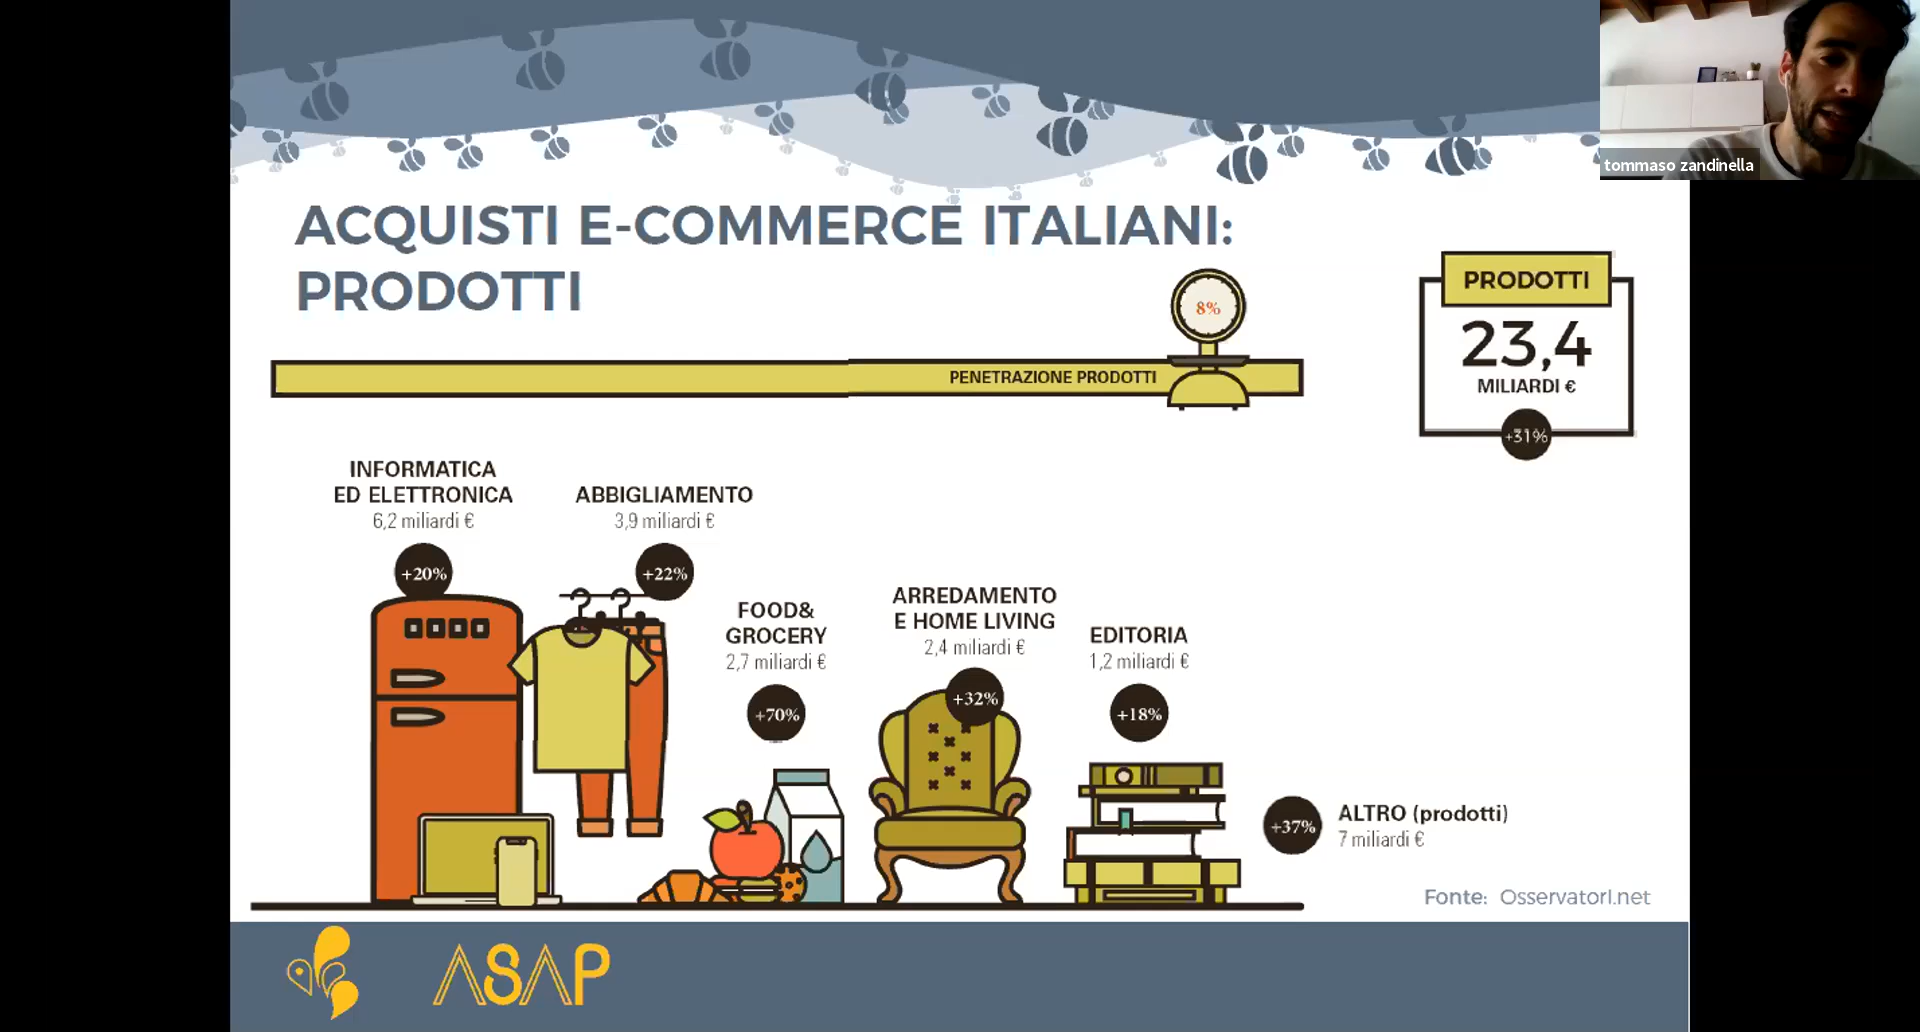 tommaso zandinella
ACQUISTI E-COMMERCE ITALIANI:
PRODOTTI
8%
PENETRAZIONE PRODOTTI
PRODOTTI
23,4
MILIARDI €
+31%
INFORMATICA
ED ELETTRONICA
6,2 miliardi €
+20%
ABBIGLIAMENTO
3,9 miliardi €
+22%
FOOD&
GROCERY
2,7 miliardi €
+70%
ARREDAMENTO
E HOME LIVING
2,4 miliardi €
+32%
EDITORIA
1,2 miliardi €
+18%
+37%
ALTRO (prodotti)
7 miliardi €
Fonte: OsservatorI.net
ASAP